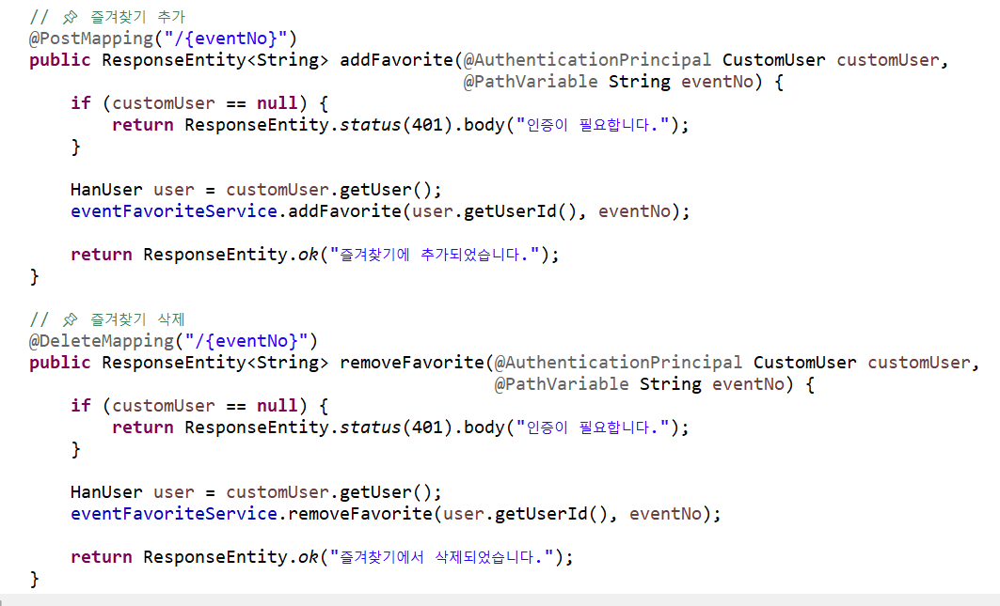 // 📌 즐겨찾기 추가
@PostMapping("/{eventNo}")
public ResponseEntity<String> addFavorite(@AuthenticationPrincipal CustomUser customUser,
                                          @PathVariable String eventNo) {
    if (customUser == null) {
        return ResponseEntity.status(401).body("인증이 필요합니다.");
    }

    HanUser user = customUser.getUser();
    eventFavoriteService.addFavorite(user.getUserId(), eventNo);

    return ResponseEntity.ok("즐겨찾기에 추가되었습니다.");
}

// 📌 즐겨찾기 삭제
@DeleteMapping("/{eventNo}")
public ResponseEntity<String> removeFavorite(@AuthenticationPrincipal CustomUser customUser,
                                             @PathVariable String eventNo) {
    if (customUser == null) {
        return ResponseEntity.status(401).body("인증이 필요합니다.");
    }

    HanUser user = customUser.getUser();
    eventFavoriteService.removeFavorite(user.getUserId(), eventNo);

    return ResponseEntity.ok("즐겨찾기에서 삭제되었습니다.");
}